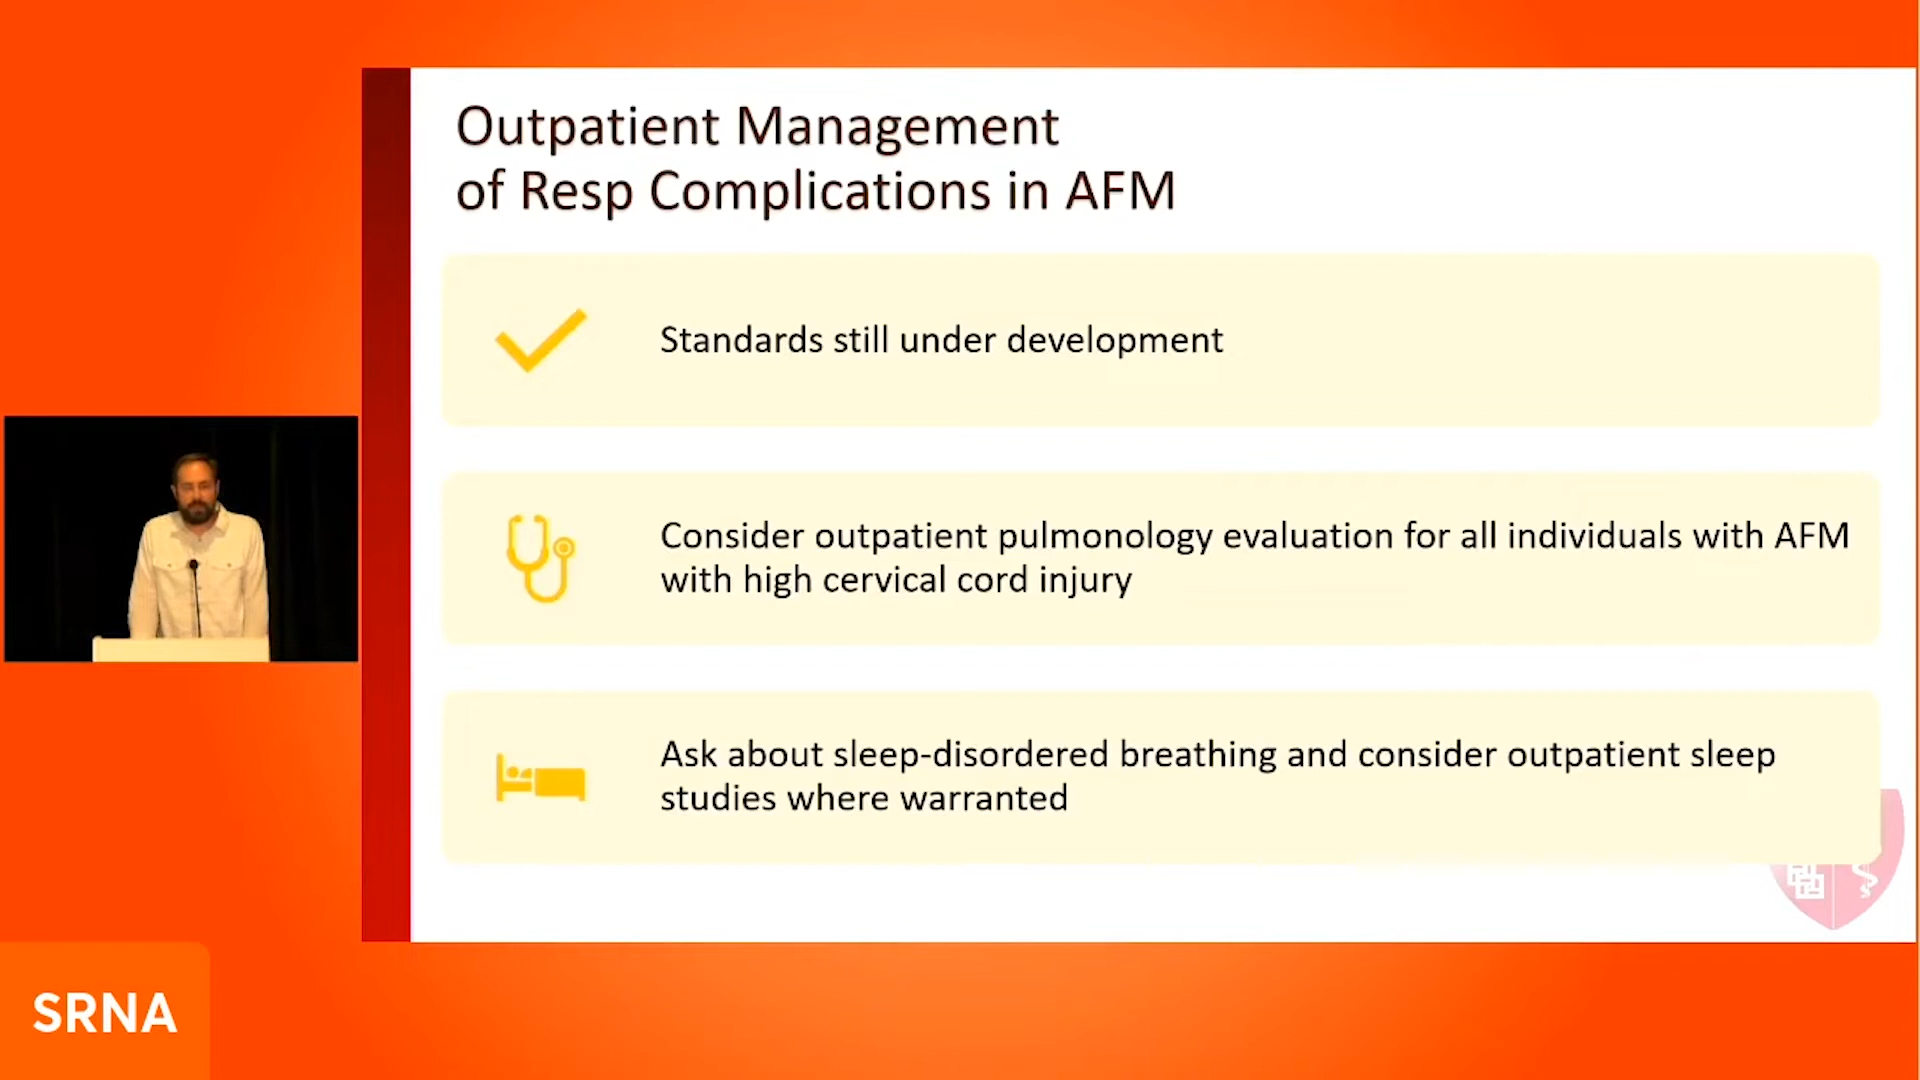 Outpatient Management
of Resp Complications in AFM
Standards still under development
Consider outpatient pulmonology evaluation for all individuals with AFM
with high cervical cord injury
Ask about sleep-disordered breathing and consider outpatient sleep
studies where warranted
SRNA